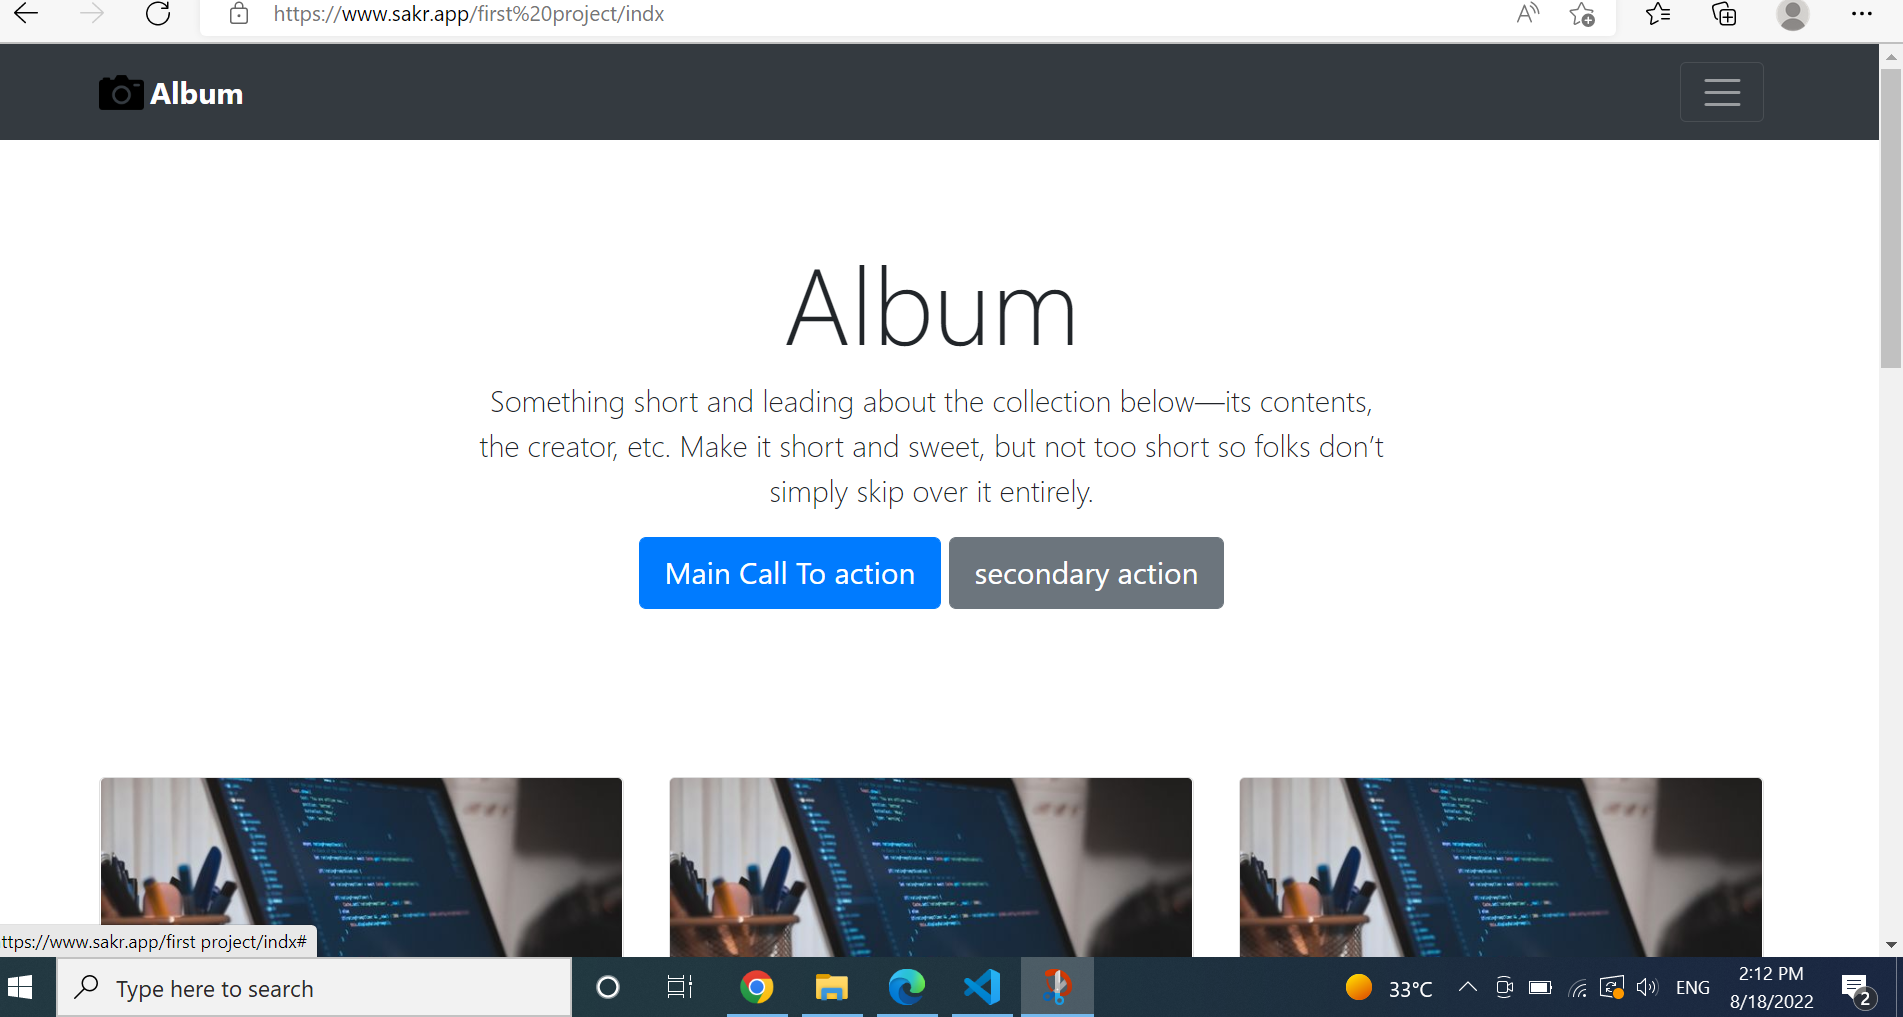 https://www.sakr.app/first%20project/indx
Album
Album
Something short and leading about the collection below—its contents,
the creator, etc. Make it short and sweet, but not too short so folks don’t
simply skip over it entirely.
Main Call To action
secondary action
ttps://www.sakr.app/first project/indx#
Type here to search
33°C
ENG
2:12 PM
8/18/2022
2